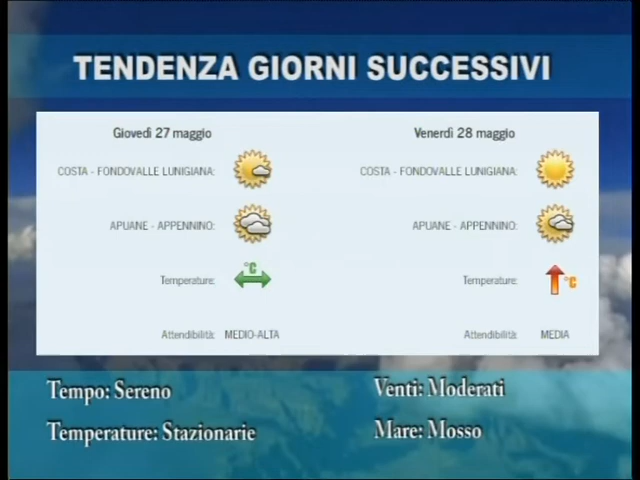 TENDENZA GIORNI SUCCESSIVI
Giovedì 27 maggio
COSTA - FONDOVALLE LUNIGIANA:
APUANE - APPENNINO:
Temperature: °C
Attendibilità: MEDIO-ALTA
Venerdì 28 maggio
COSTA - FONDOVALLE LUNIGIANA:
APUANE - APPENNINO:
Temperature: °C
Attendibilità: MEDIA
Tempo: Sereno
Temperature: Stazionarie
Venti: Moderati
Mare: Mosso